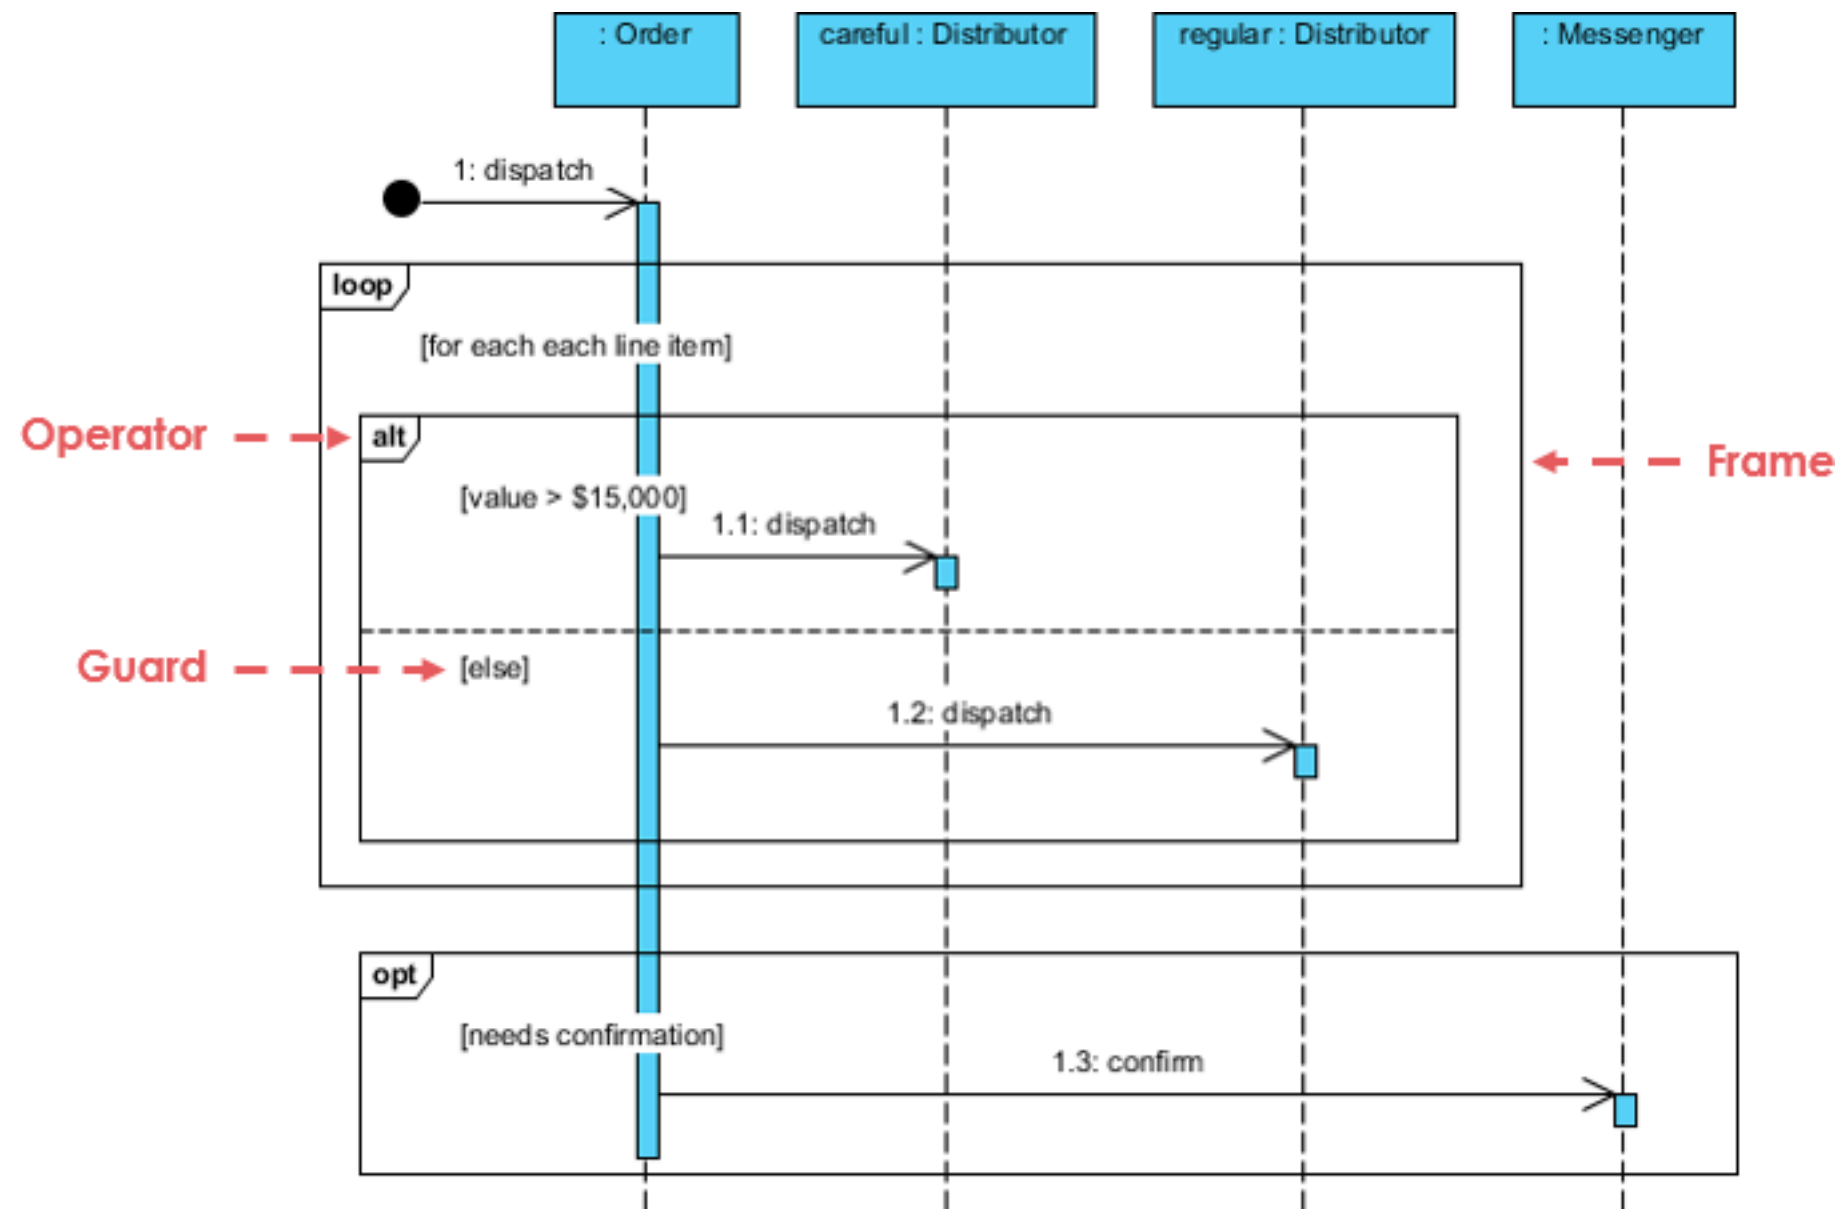 : Order
careful : Distributor
regular : Distributor
: Messenger
1: dispatch
loop
[for each each line item]
Operator
alt
Frame
[value > $15,000]
1.1: dispatch
Guard
[else]
1.2: dispatch
opt
[needs confirmation]
1.3: confirm